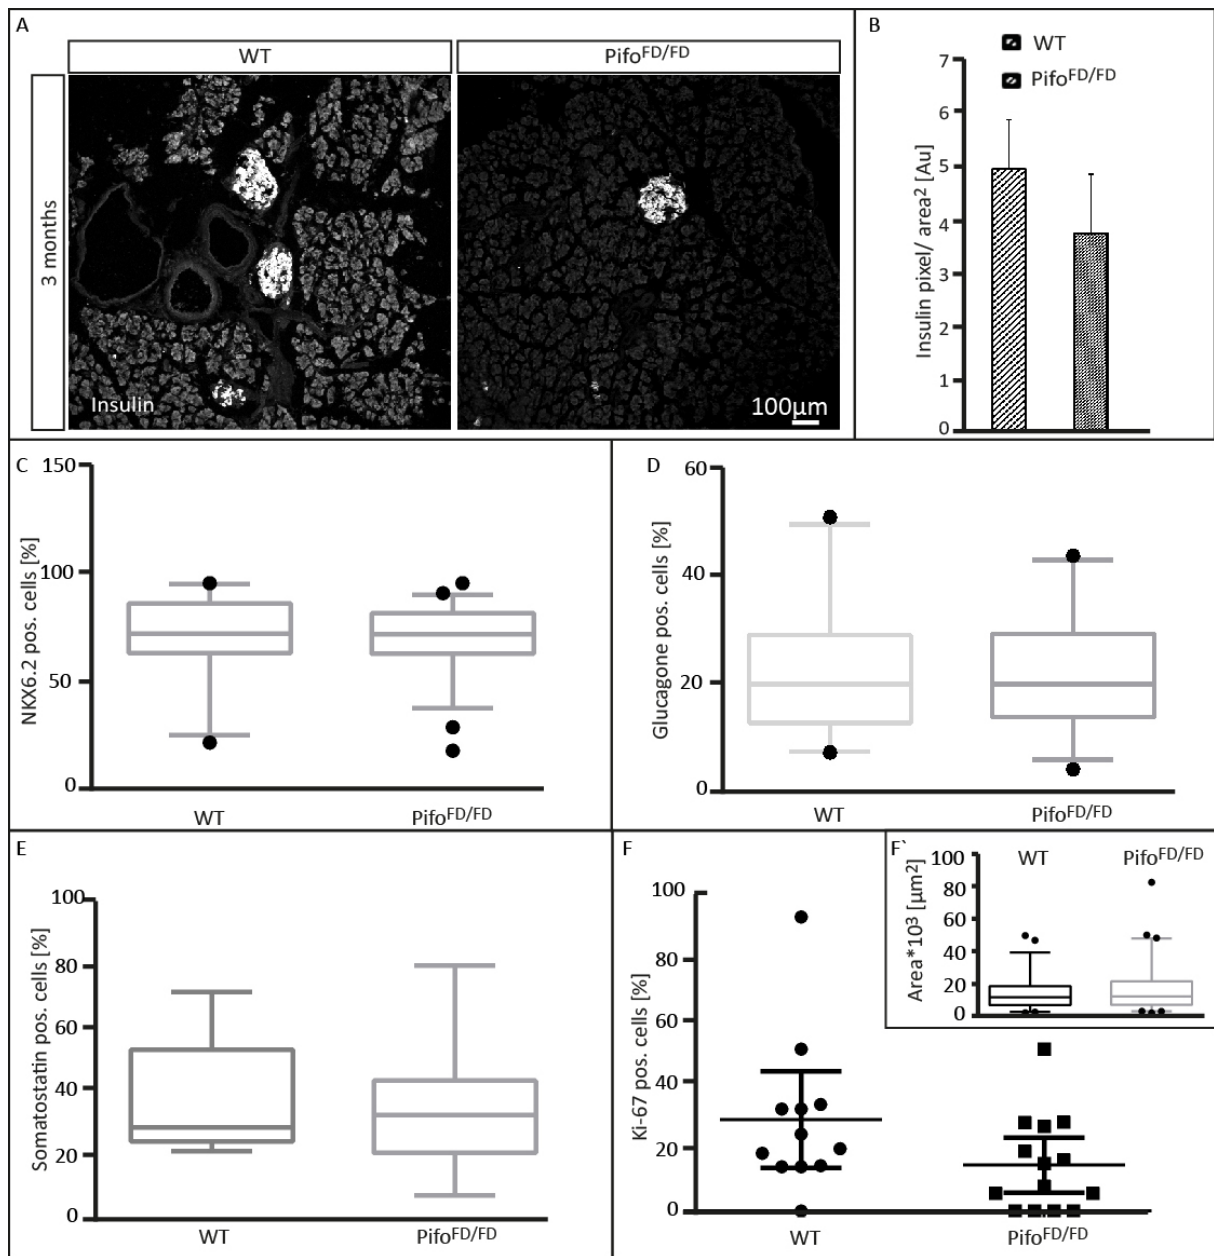 A
WT
Pifo^FD/FD
3 months
Insulin
100µm
B
WT
Pifo^FD/FD
7
6
5
4
3
2
1
0
Insulin pixel/ area² [Au]
C
150
100
50
0
NKX6.2 pos. cells [%]
WT
Pifo^FD/FD
D
60
40
20
0
Glucagone pos. cells [%]
WT
Pifo^FD/FD
E
100
80
60
40
20
0
Somatostatin pos. cells [%]
WT
Pifo^FD/FD
F
100
80
60
40
20
0
Ki-67 pos. cells [%]
WT
Pifo^FD/FD
F`
100
80
60
40
20
0
Area*10³ [µm²]
WT
Pifo^FD/FD